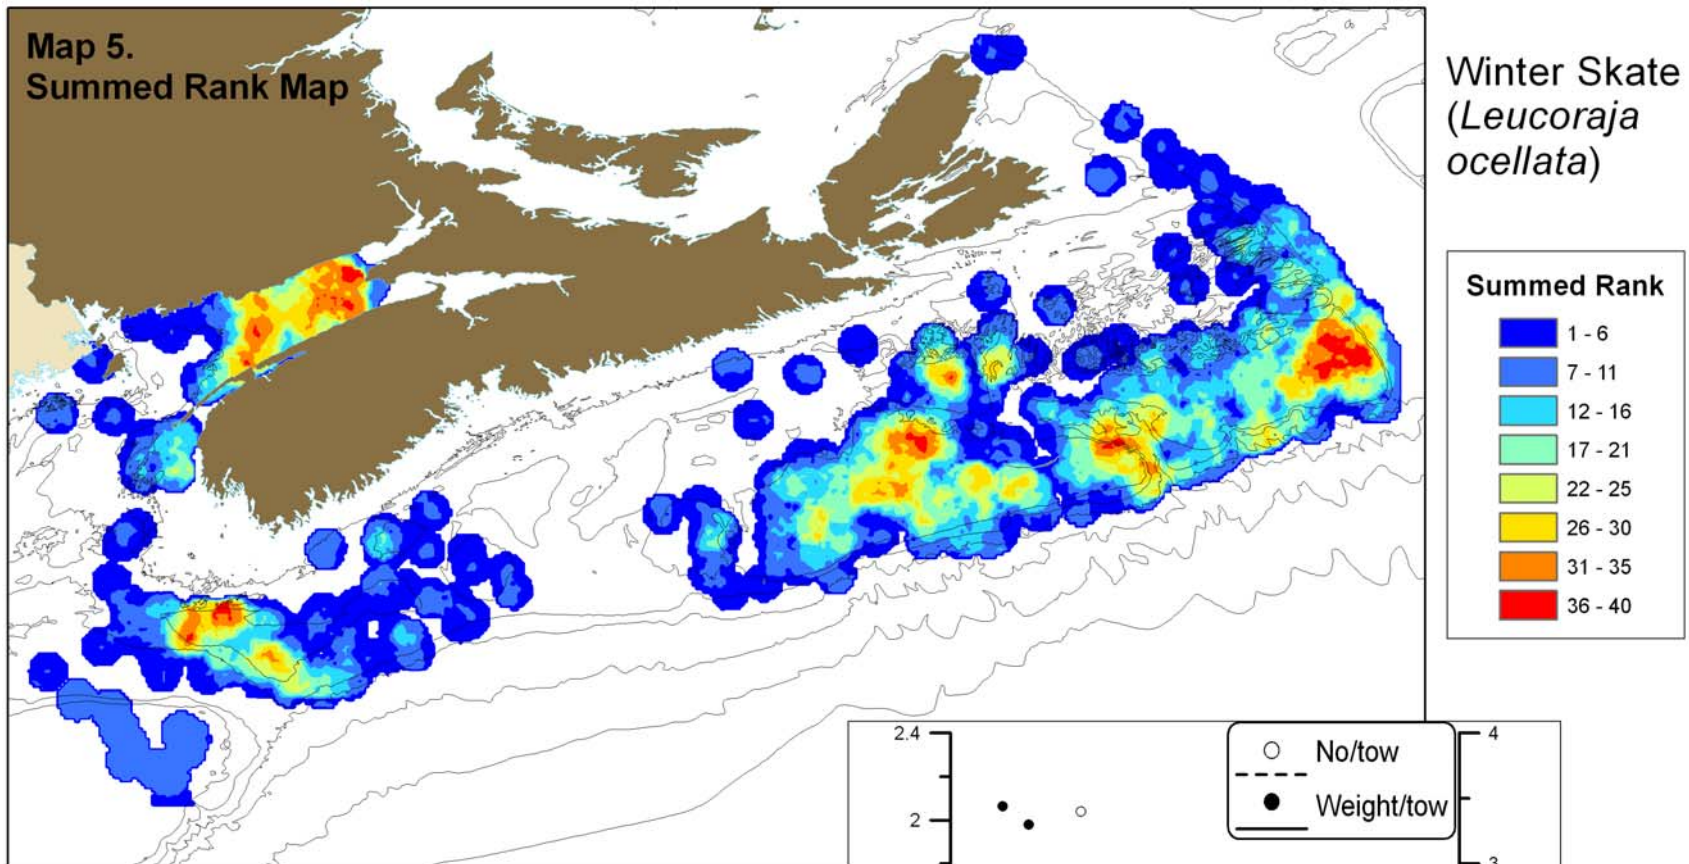 Map 5.
Summed Rank Map
Winter Skate
(Leucoraja
ocellata)
Summed Rank
1 - 6
7 - 11
12 - 16
17 - 21
22 - 25
26 - 30
31 - 35
36 - 40
2.4
2
No/tow
Weight/tow
4
3